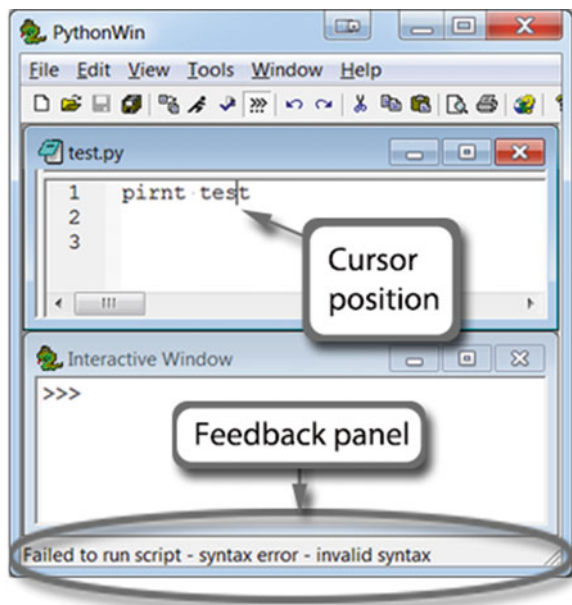 PythonWin
File Edit View Tools Window Help
test.py
1 pirnt test
2
3
Cursor
position
Interactive Window
>>>
Feedback panel
Failed to run script - syntax error - invalid syntax